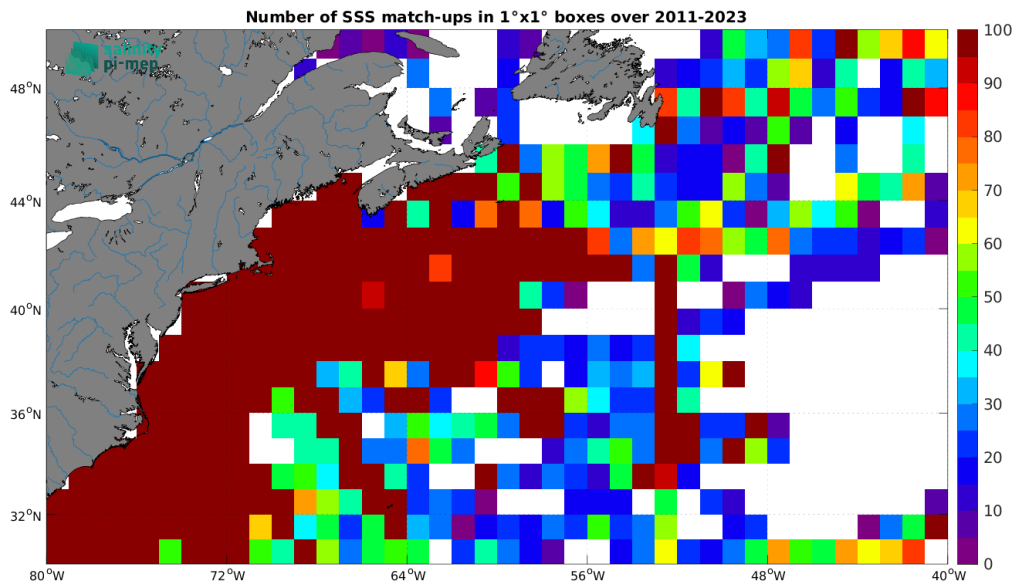 Number of SSS match-ups in 1°x1° boxes over 2011-2023
salinity
pi-mep
48°N
44°N
40°N
36°N
32°N
80°W
72°W
64°W
56°W
48°W
40°W
100
90
80
70
60
50
40
30
20
10
0